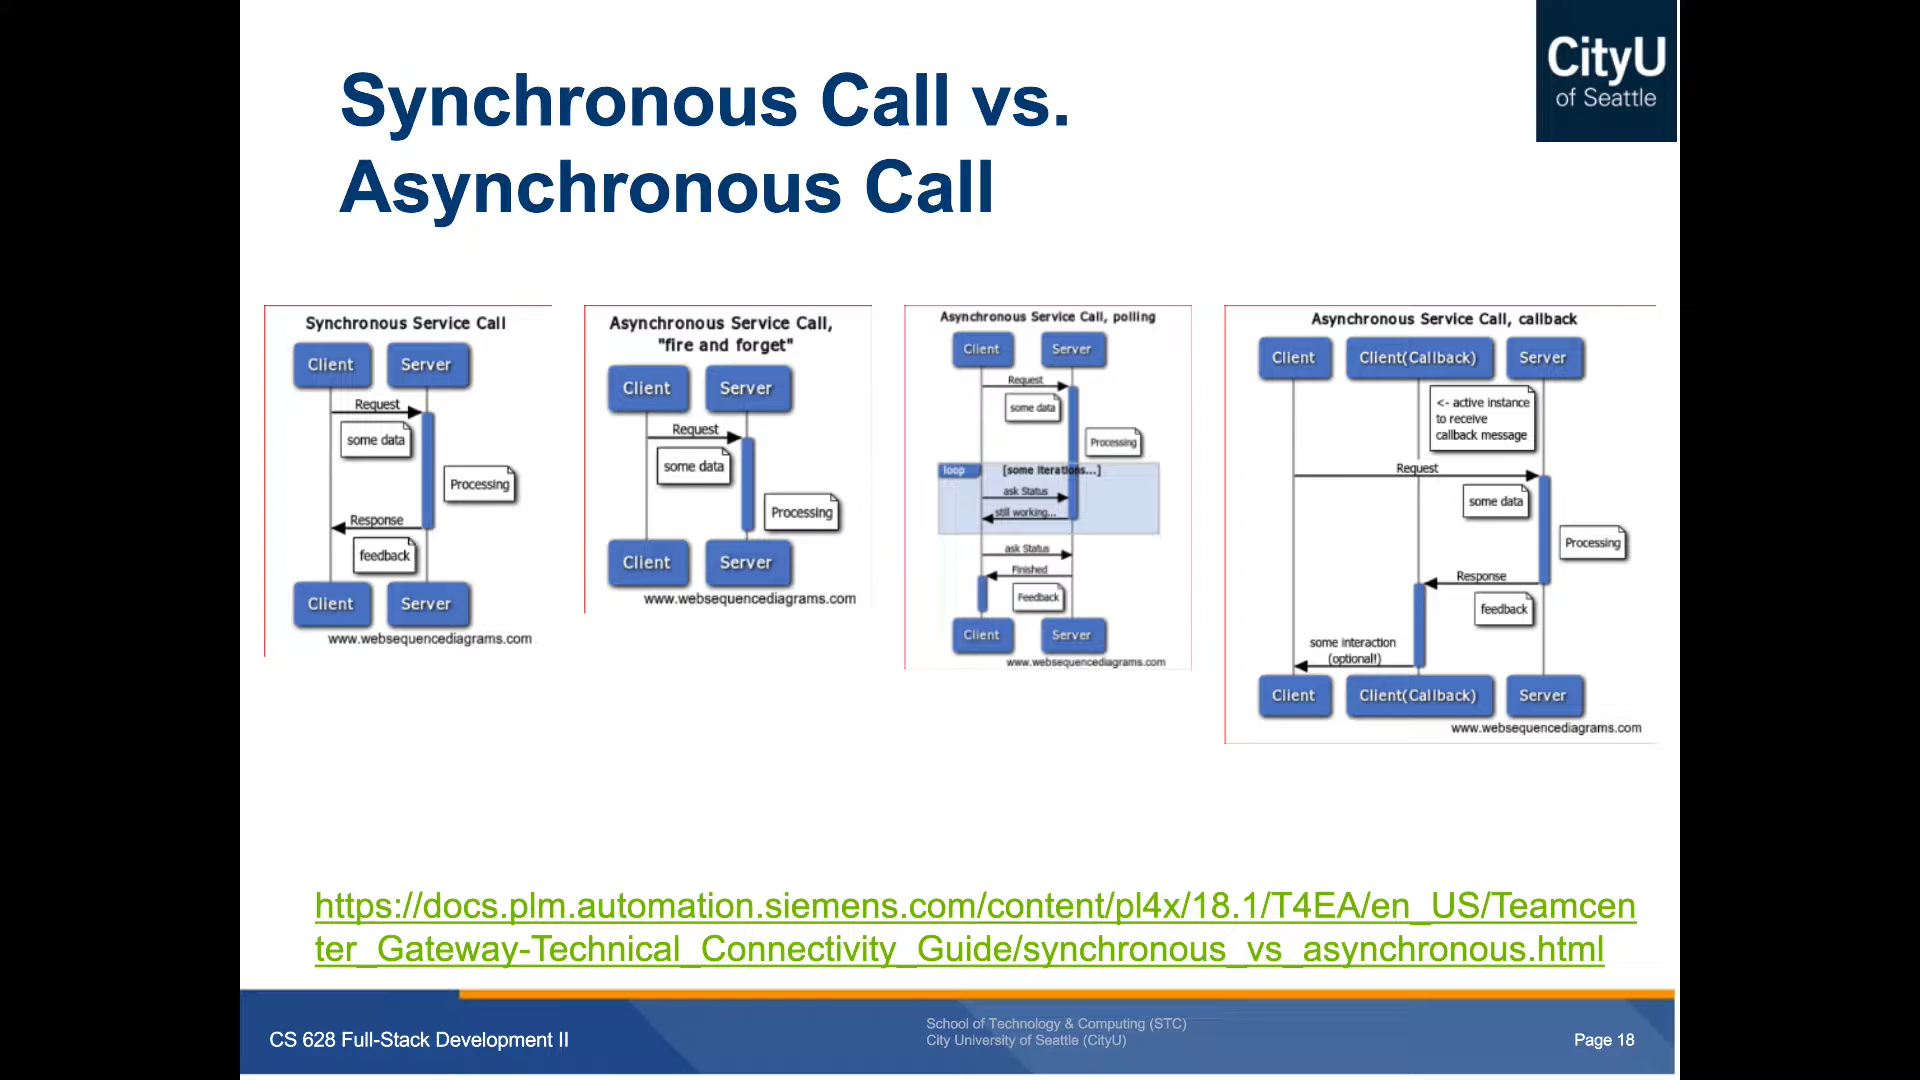 Synchronous Call vs.
Asynchronous Call
CityU
of Seattle
Synchronous Service Call
Client
Server
Request
some data
Processing
Response
feedback
Client
Server
www.websequencediagrams.com
Asynchronous Service Call,
"fire and forget"
Client
Server
Request
some data
Processing
Client
Server
www.websequencediagrams.com
Asynchronous Service Call, polling
Client
Server
Request
some data
Processing
loop
[some iterations...]
ask Status
still working...
ask Status
Finished
Feedback
Client
Server
www.websequencediagrams.com
Asynchronous Service Call, callback
Client
Client(Callback)
Server
<- active instance
to receive
callback message
Request
some data
Processing
Response
feedback
some interaction
(optional!)
Client
Client(Callback)
Server
www.websequencediagrams.com
https://docs.plm.automation.siemens.com/content/pl4x/18.1/T4EA/en_US/Teamcen
ter_Gateway-Technical_Connectivity_Guide/synchronous_vs_asynchronous.html
CS 628 Full-Stack Development II
School of Technology & Computing (STC)
City University of Seattle (CityU)
Page 18